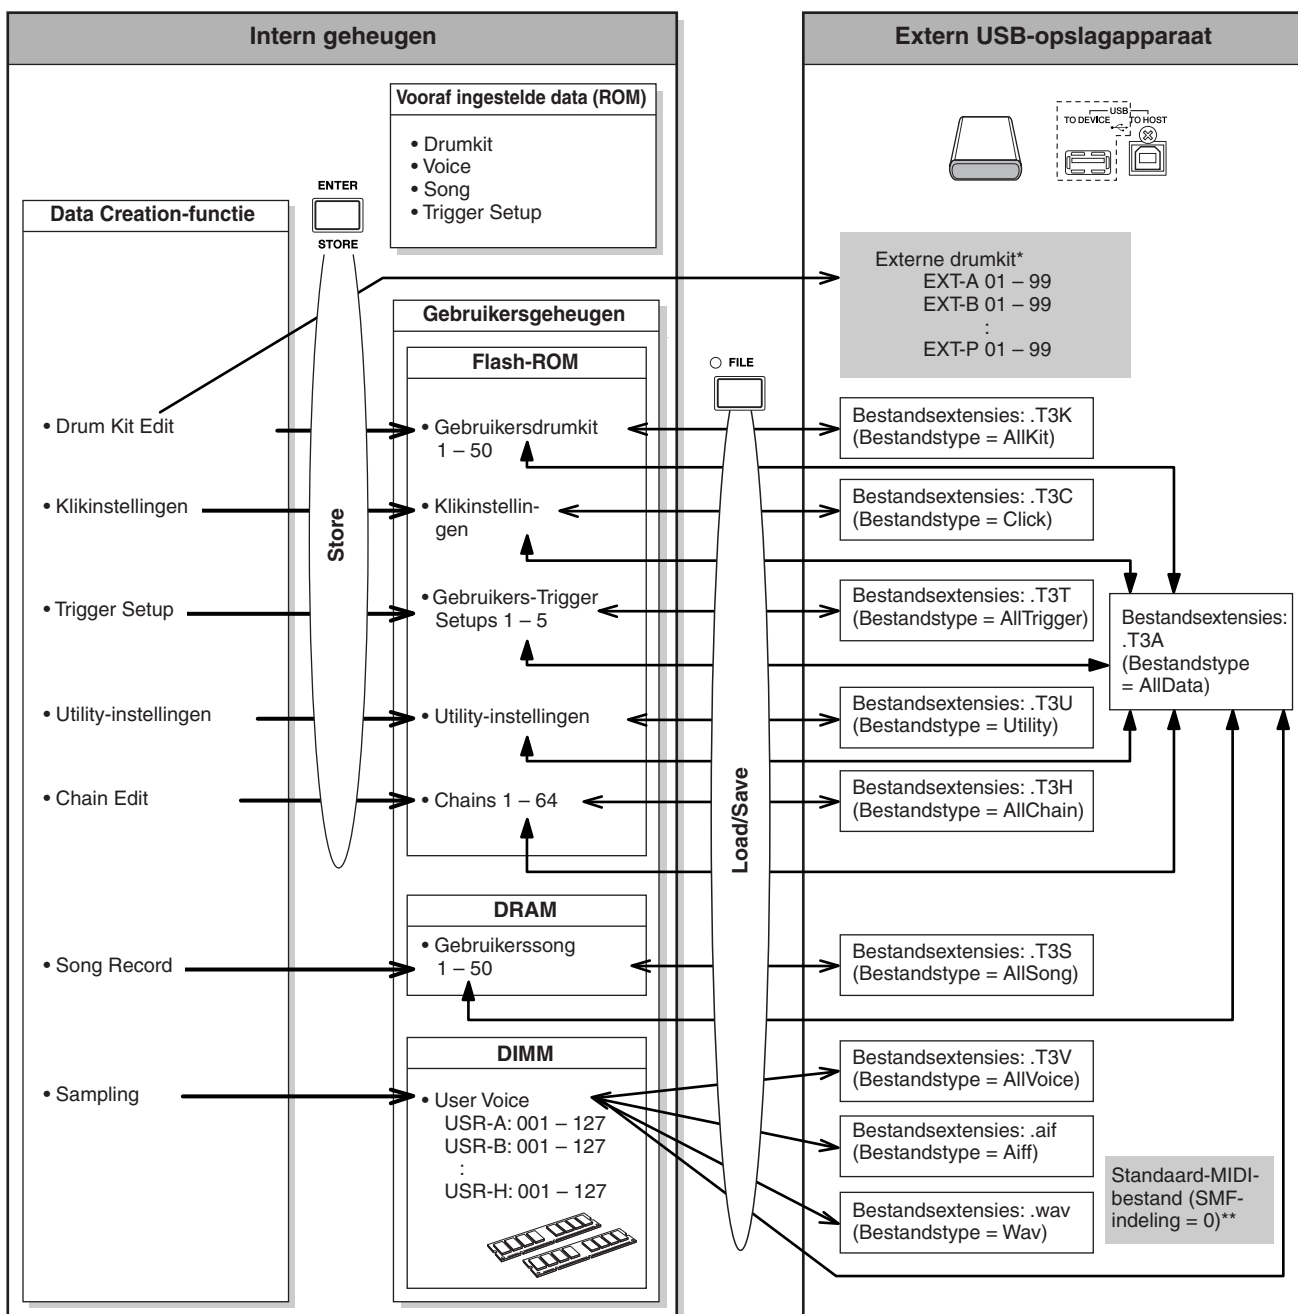 Intern geheugen
Extern USB-opslagapparaat
Vooraf ingestelde data (ROM)
• Drumkit
• Voice
• Song
• Trigger Setup
USB
TO DEVICE
TO HOST
ENTER
STORE
Data Creation-functie
• Drum Kit Edit
• Klikinstellingen
• Trigger Setup
• Utility-instellingen
• Chain Edit
• Song Record
• Sampling
Store
Gebruikersgeheugen
Flash-ROM
• Gebruikersdrumkit
1 – 50
• Klikinstellin-
gen
• Gebruikers-Trigger
Setups 1 – 5
• Utility-instellingen
• Chains 1 – 64
DRAM
• Gebruikerssong
1 – 50
DIMM
• User Voice
USR-A: 001 – 127
USR-B: 001 – 127
:
USR-H: 001 – 127
FILE
Load/Save
Externe drumkit*
EXT-A 01 – 99
EXT-B 01 – 99
:
EXT-P 01 – 99
Bestandsextensies: .T3K
(Bestandstype = AllKit)
Bestandsextensies: .T3C
(Bestandstype = Click)
Bestandsextensies: .T3T
(Bestandstype = AllTrigger)
Bestandsextensies: .T3U
(Bestandstype = Utility)
Bestandsextensies: .T3H
(Bestandstype = AllChain)
Bestandsextensies: .T3S
(Bestandstype = AllSong)
Bestandsextensies: .T3V
(Bestandstype = AllVoice)
Bestandsextensies: .aif
(Bestandstype = Aiff)
Bestandsextensies: .wav
(Bestandstype = Wav)
Bestandsextensies:
.T3A
(Bestandstype
= AllData)
Standaard-MIDI-
bestand (SMF-
indeling = 0)**